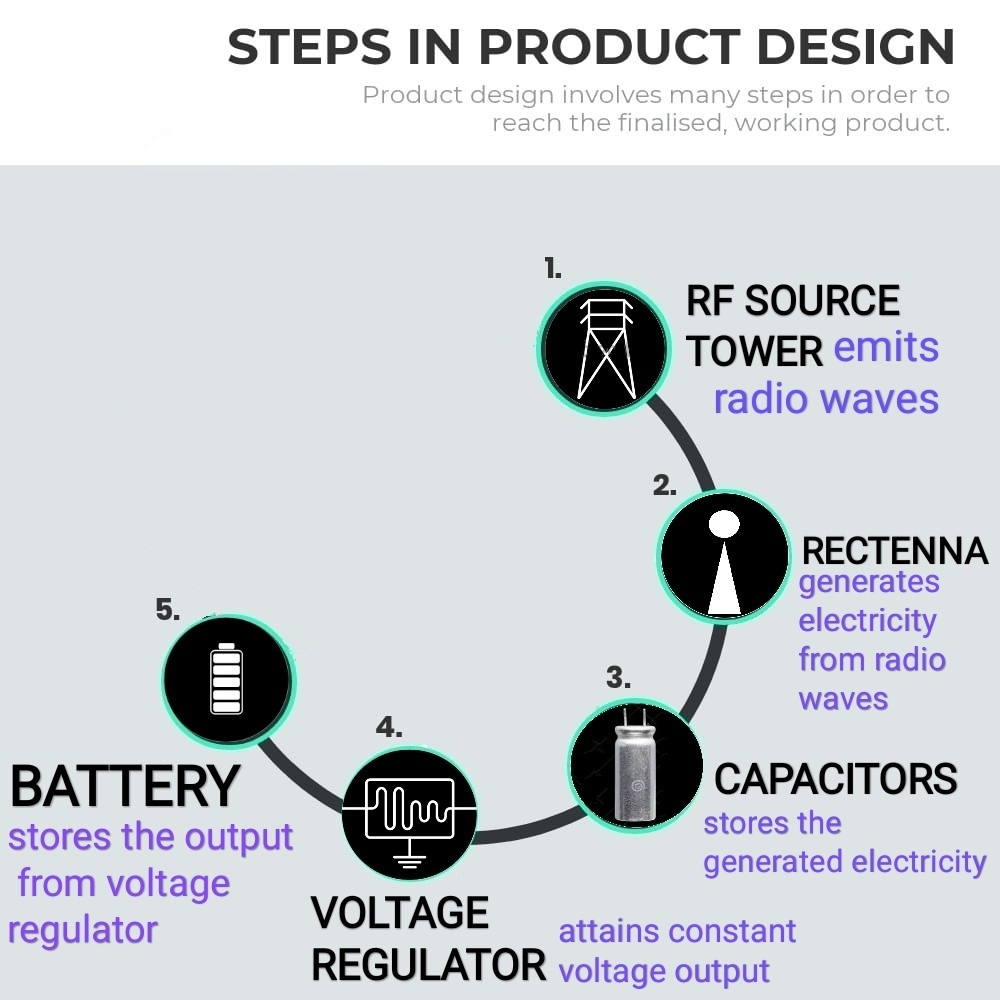 STEPS IN PRODUCT DESIGN
Product design involves many steps in order to
reach the finalised, working product.
1.
RF SOURCE
TOWER emits
radio waves
2.
RECTENNA
generates
electricity
from radio
waves
3.
CAPACITORS
stores the
generated electricity
4.
VOLTAGE
REGULATOR
attains constant
voltage output
5.
BATTERY
stores the output
from voltage
regulator